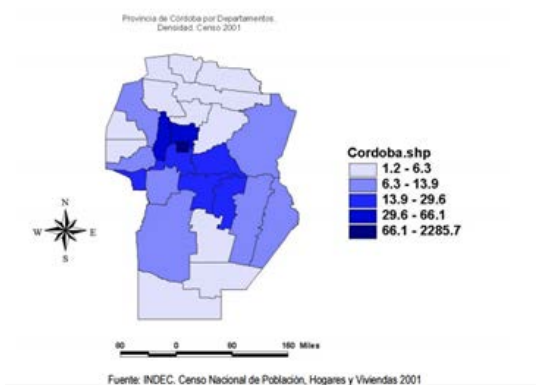 Provincia de Córdoba por Departamentos.
Densidad. Censo 2001
Cordoba.shp
1.2 - 6.3
6.3 - 13.9
13.9 - 29.6
29.6 - 66.1
66.1 - 2285.7
N
W E
S
80 0 80 160 Miles
Fuente: INDEC. Censo Nacional de Población, Hogares y Viviendas 2001